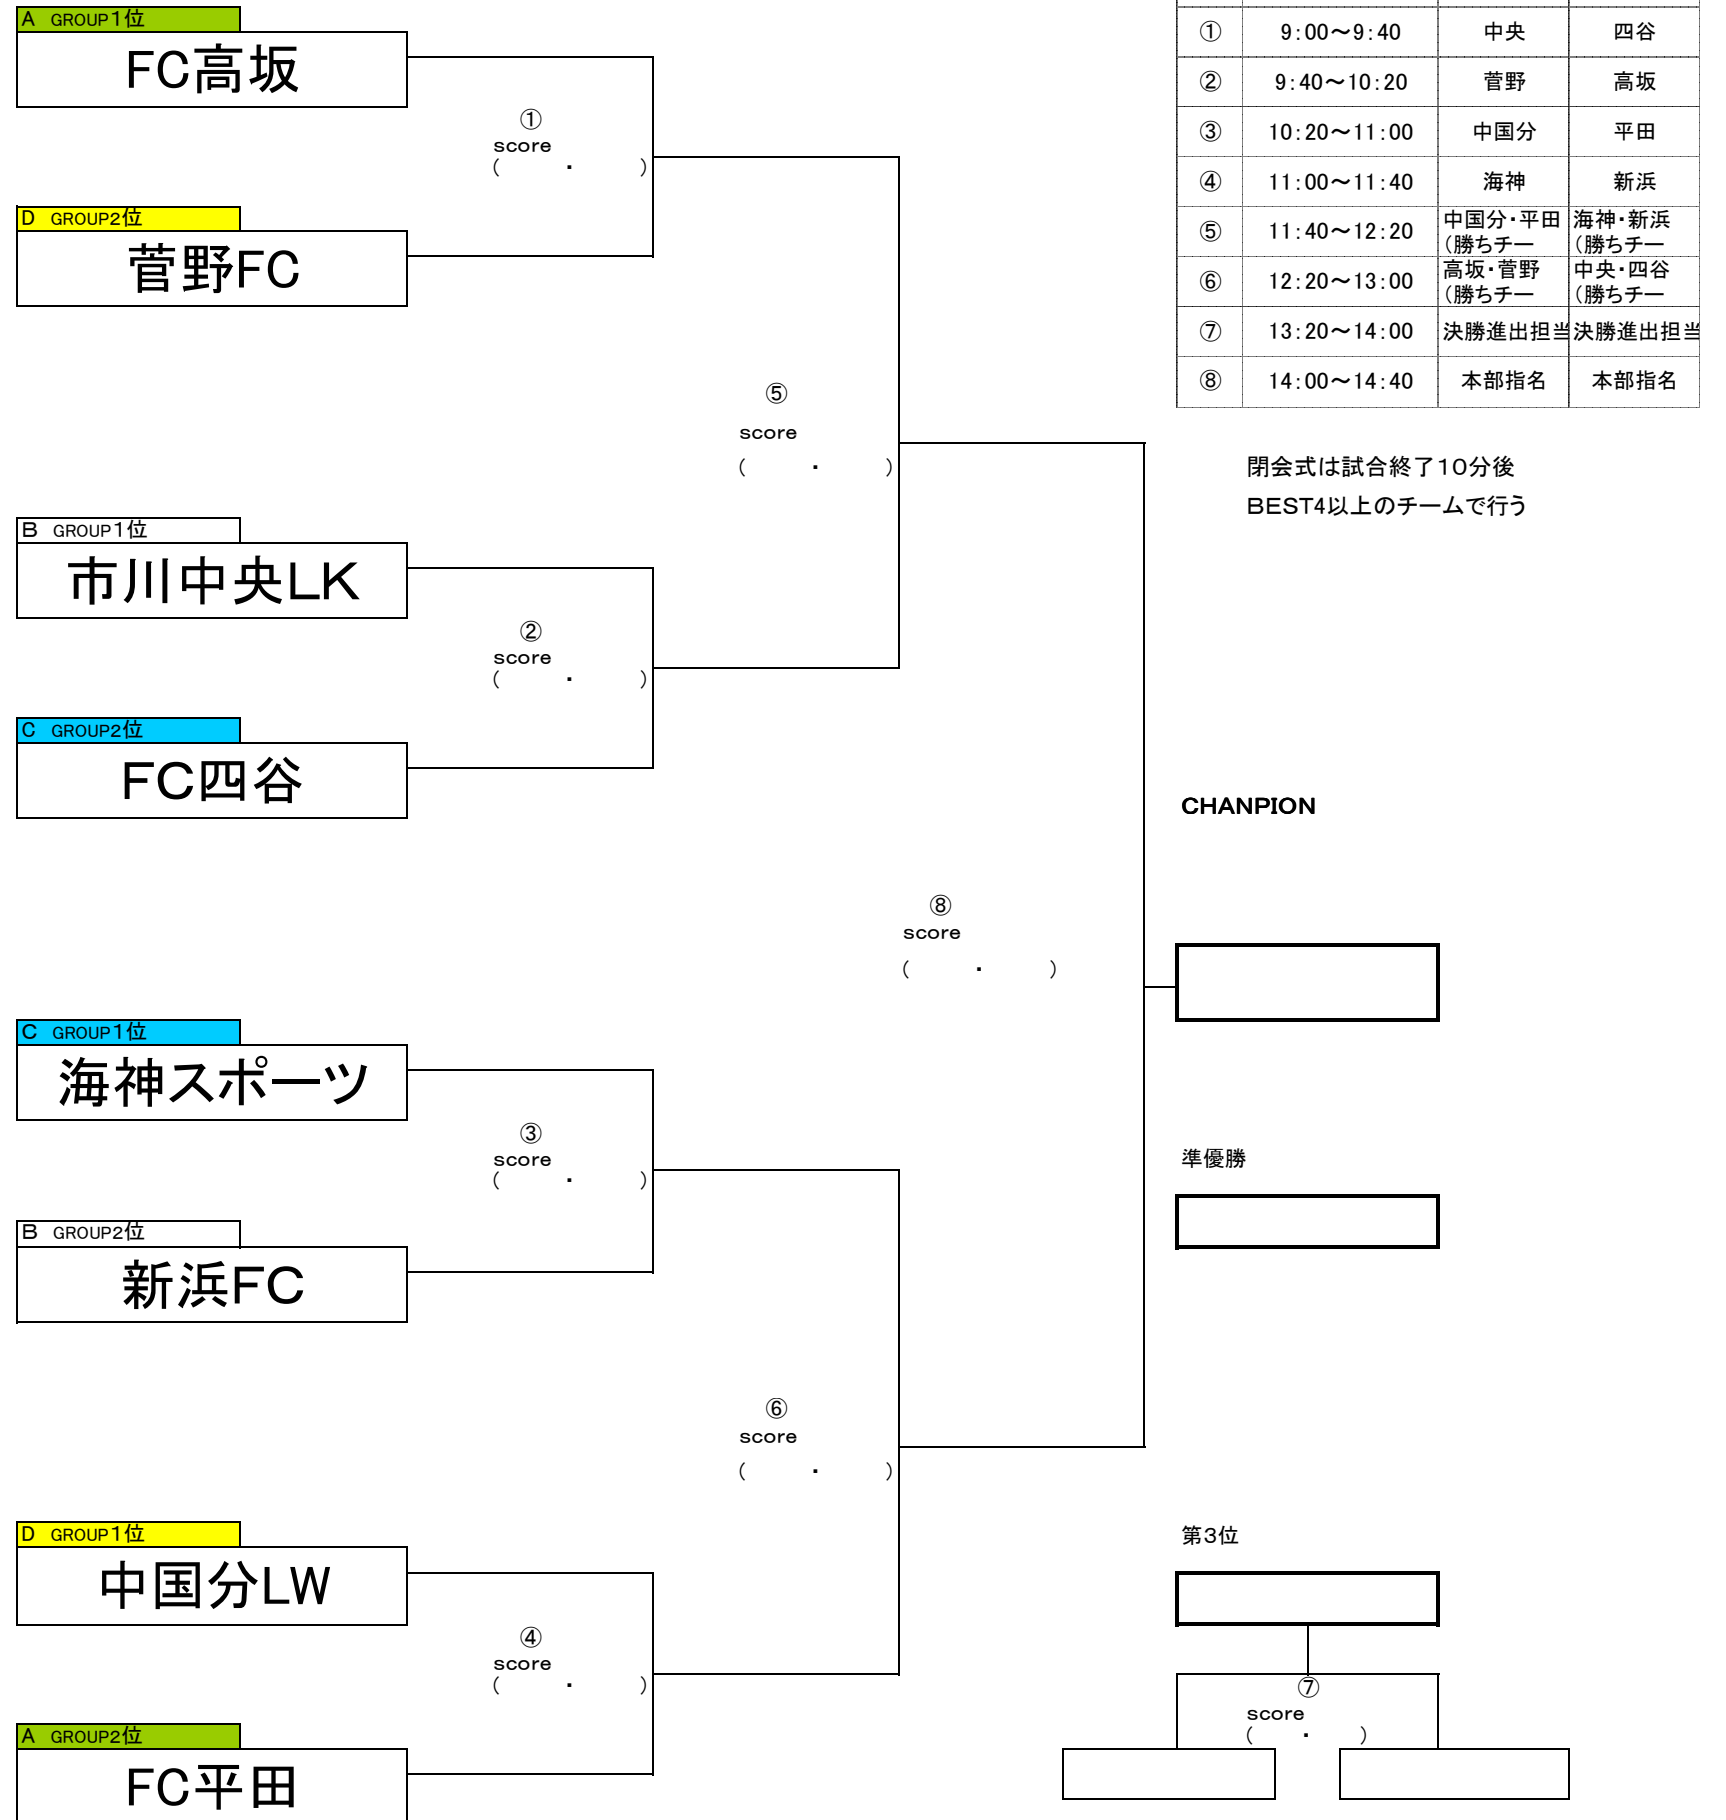 A GROUP1位
FC高坂
①
score
( ・ )
D GROUP2位
菅野FC
⑤
score
( ・ )
B GROUP1位
市川中央LK
②
score
( ・ )
C GROUP2位
FC四谷
⑧
score
( ・ )
C GROUP1位
海神スポーツ
③
score
( ・ )
B GROUP2位
新浜FC
⑥
score
( ・ )
D GROUP1位
中国分LW
④
score
( ・ )
A GROUP2位
FC平田
① 9:00～9:40 中央 四谷
② 9:40～10:20 菅野 高坂
③ 10:20～11:00 中国分 平田
④ 11:00～11:40 海神 新浜
⑤ 11:40～12:20 中国分・平田 海神・新浜
(勝ちチー (勝ちチー
⑥ 12:20～13:00 高坂・菅野 中央・四谷
(勝ちチー (勝ちチー
⑦ 13:20～14:00 決勝進出担当 決勝進出担当
⑧ 14:00～14:40 本部指名 本部指名
閉会式は試合終了10分後
BEST4以上のチームで行う
CHANPION
準優勝
第3位
⑦
score
( ・ )